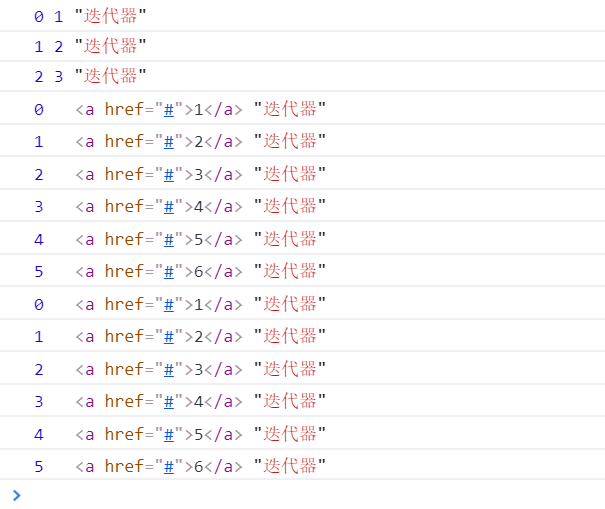 0 1 "迭代器"
1 2 "迭代器"
2 3 "迭代器"
0 <a href="#">1</a> "迭代器"
1 <a href="#">2</a> "迭代器"
2 <a href="#">3</a> "迭代器"
3 <a href="#">4</a> "迭代器"
4 <a href="#">5</a> "迭代器"
5 <a href="#">6</a> "迭代器"
0 <a href="#">1</a> "迭代器"
1 <a href="#">2</a> "迭代器"
2 <a href="#">3</a> "迭代器"
3 <a href="#">4</a> "迭代器"
4 <a href="#">5</a> "迭代器"
5 <a href="#">6</a> "迭代器"